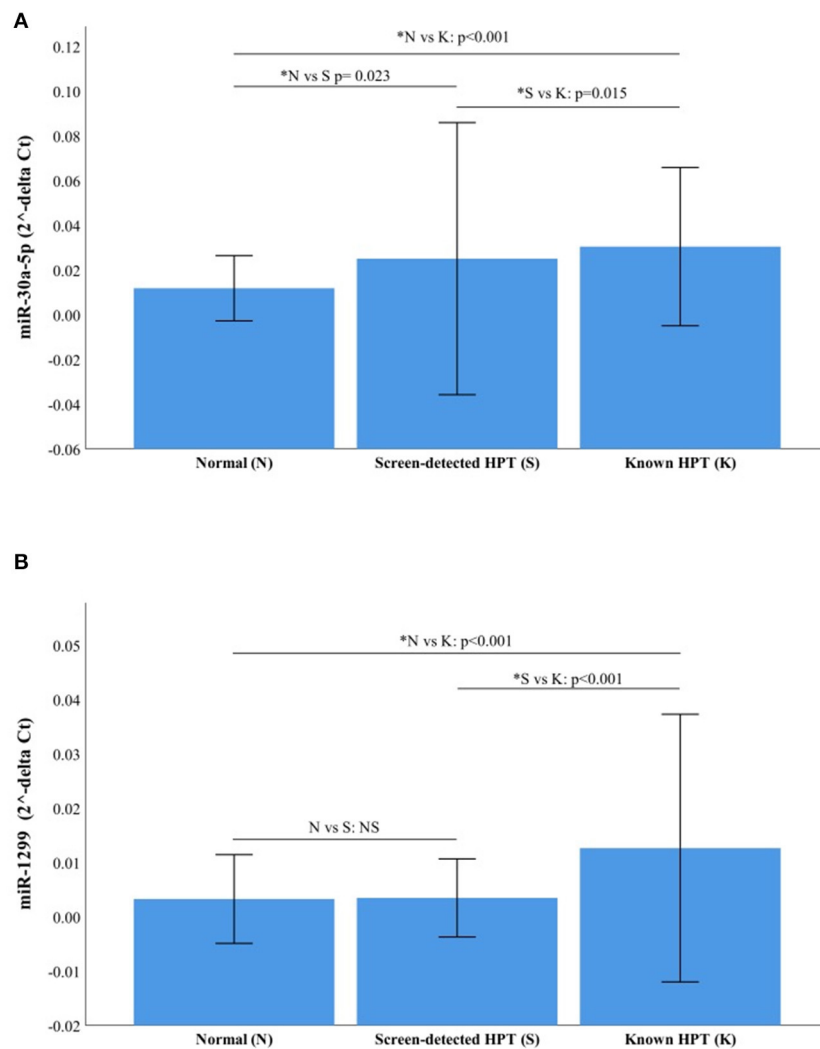 A
*N vs K: p<0.001
*N vs S p= 0.023
*S vs K: p=0.015
miR-30a-5p (2^-delta Ct)
0.12
0.10
0.08
0.06
0.04
0.02
0.00
-0.02
-0.04
-0.06
Normal (N)
Screen-detected HPT (S)
Known HPT (K)
B
*N vs K: p<0.001
*S vs K: p<0.001
N vs S: NS
miR-1299 (2^-delta Ct)
0.05
0.04
0.03
0.02
0.01
0.00
-0.01
-0.02
Normal (N)
Screen-detected HPT (S)
Known HPT (K)